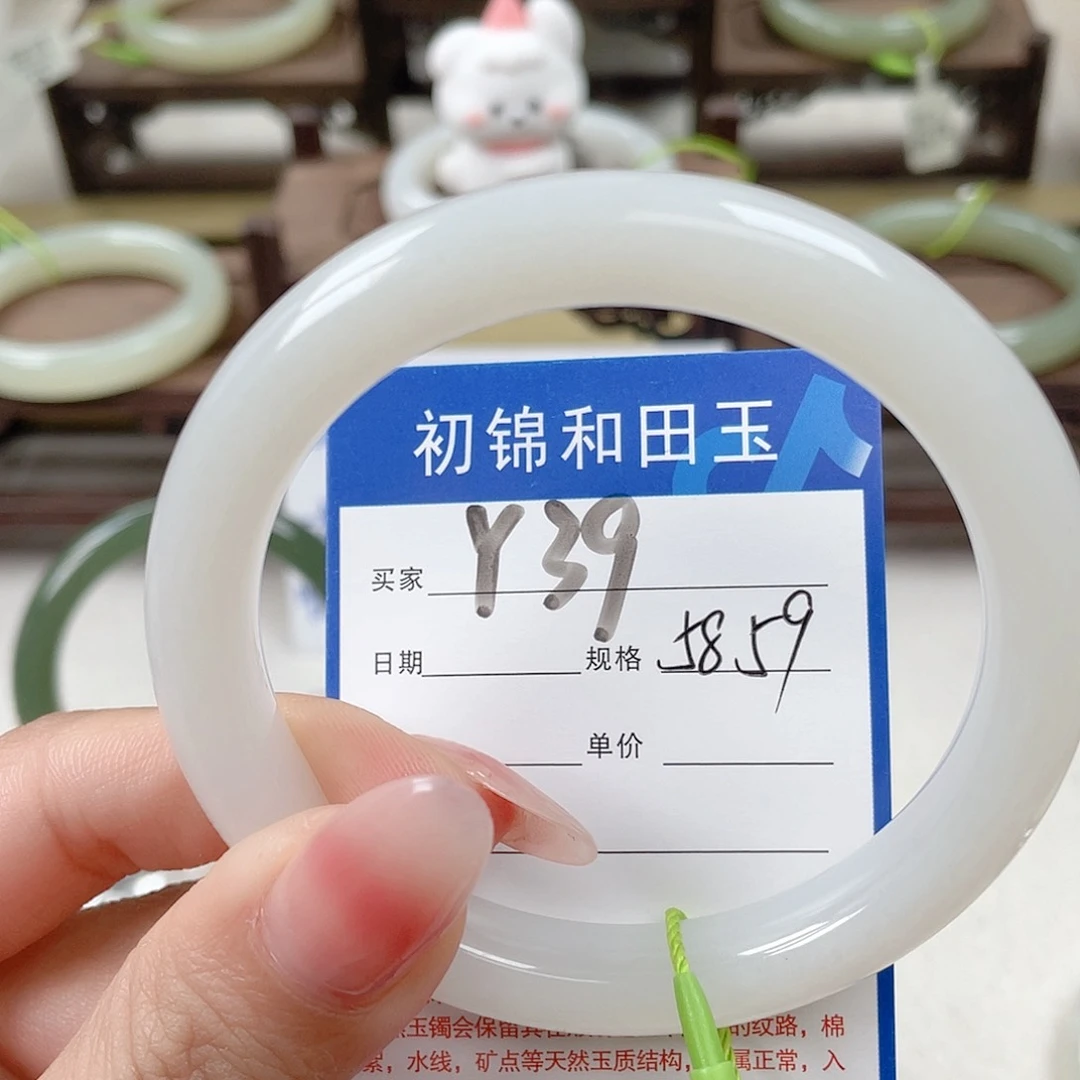 初锦和田玉
买家 Y39
日期 规格 5859
单价
玉镯会保留其在 的纹路，棉
絮，水线，矿点等天然玉质结构， 属正常，入